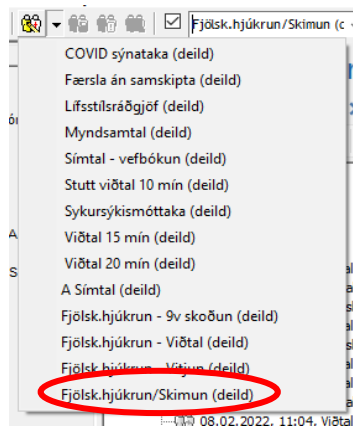 Fjölsk.hjúkrun/Skimun (c
COVID sýnataka (deild)
Færsla án samskipta (deild)
Lífsstílsráðgjöf (deild)
Myndsamtal (deild)
Símtal - vefbókun (deild)
Stutt viðtal 10 mín (deild)
Sykursýkismóttaka (deild)
Viðtal 15 mín (deild)
Viðtal 20 mín (deild)
A Símtal (deild)
Fjölsk.hjúkrun - 9v skoðun (deild)
Fjölsk.hjúkrun - Viðtal (deild)
Fjölsk.hjúkrun - Vitjun (deild)
Fjölsk.hjúkrun/Skimun (deild)
08.02.2022. 11:04. Viðtal